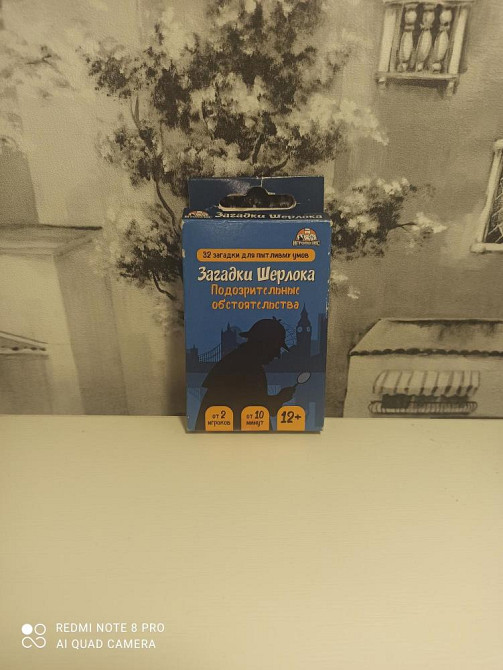 Загадки Шерлока
32 загадки для пытливых умов
Загадки Шерлока
Подозрительные
обстоятельства
от 2
игроков
от 10
минут
12+
REDMI NOTE 8 PRO
AI QUAD CAMERA